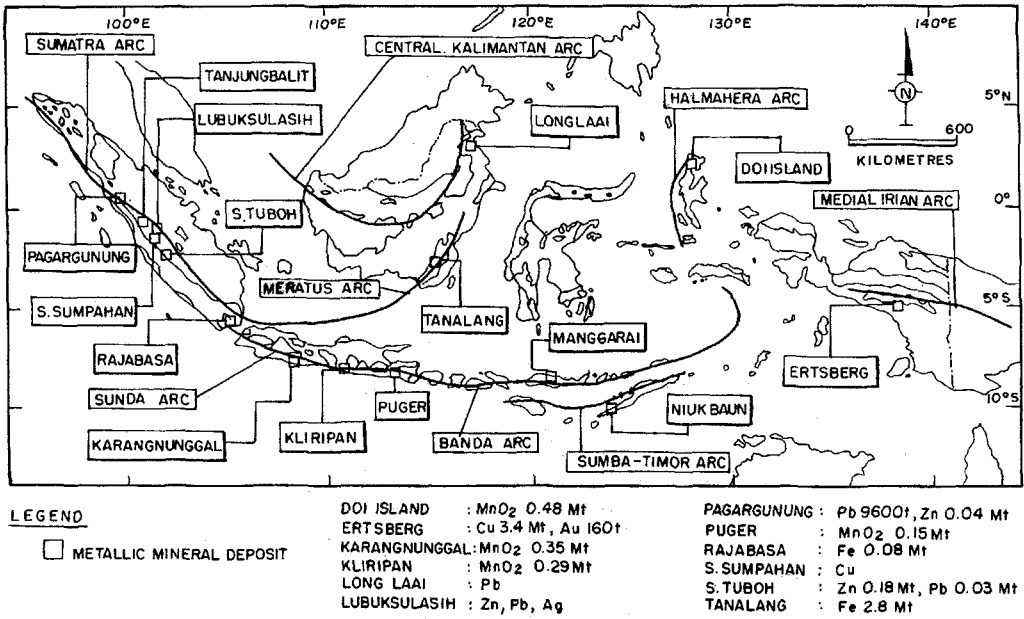 100°E 110°E 120°E 130°E 140°E
SUMATRA ARC
CENTRAL. KALIMANTAN ARC
TANJUNGBALIT
LUBUKSULASIH
LONGLAAI
HALMAHERA ARC
N
5°N
0 600
KILOMETRES
DOI ISLAND
MEDIAL IRIAN ARC
0°
S.TUBOH
PAGARGUNUNG
MERATUS ARC
S.SUMPAHAN
TANALANG
5°S
MANGGARAI
RAJABASA
ERTSBERG
SUNDA ARC
PUGER
NIUKBAUN
10°S
KARANGNUNGGAL
KLIRIPAN
BANDA ARC
SUMBA-TIMOR ARC
LEGEND
METALLIC MINERAL DEPOSIT
DOI ISLAND : MnO2 0.48 Mt
ERTSBERG : Cu 3.4 Mt, Au 160t
KARANGNUNGGAL: MnO2 0.35 Mt
KLIRIPAN : MnO2 0.29 Mt
LONG LAAI : Pb
LUBUKSULASIH : Zn, Pb, Ag
PAGARGUNUNG : Pb 9600t, Zn 0.04 Mt
PUGER : MnO2 0.15 Mt
RAJABASA : Fe 0.08 Mt
S.SUMPAHAN : Cu
S.TUBOH : Zn 0.18 Mt, Pb 0.03 Mt
TANALANG : Fe 2.8 Mt